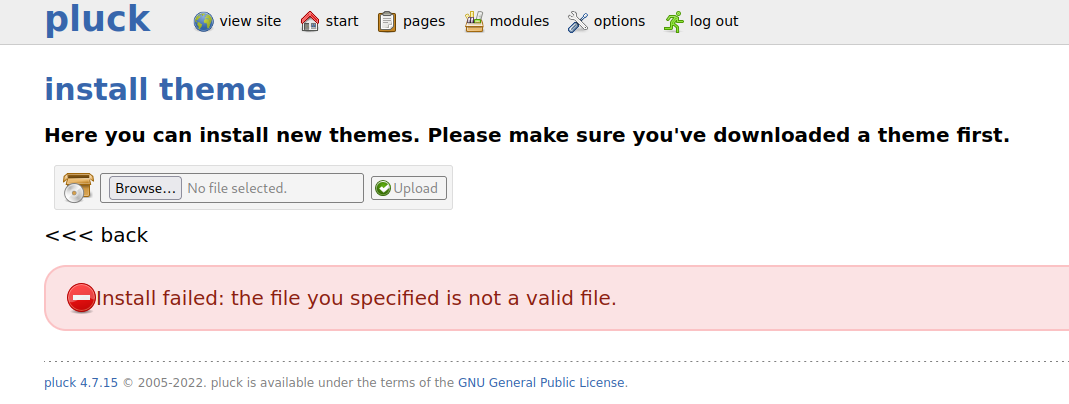 pluck view site start pages modules options log out
install theme
Here you can install new themes. Please make sure you've downloaded a theme first.
Browse... No file selected. Upload
<<< back
Install failed: the file you specified is not a valid file.
pluck 4.7.15 © 2005-2022. pluck is available under the terms of the GNU General Public License.